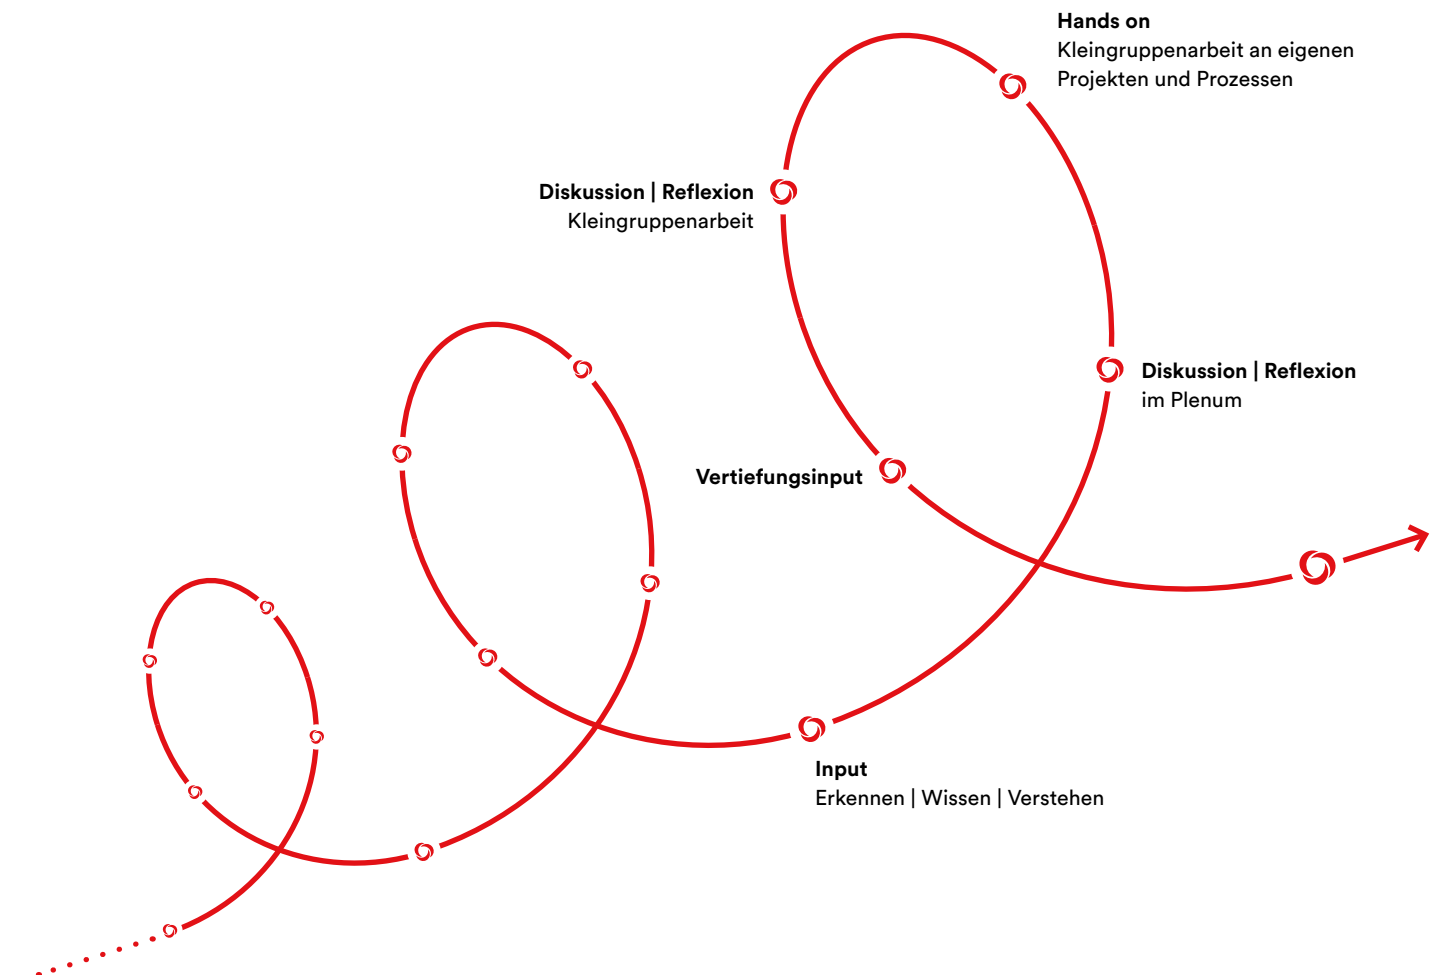 Hands on
Kleingruppenarbeit an eigenen
Projekten und Prozessen
Diskussion | Reflexion
Kleingruppenarbeit
Diskussion | Reflexion
im Plenum
Vertiefungsinput
Input
Erkennen | Wissen | Verstehen